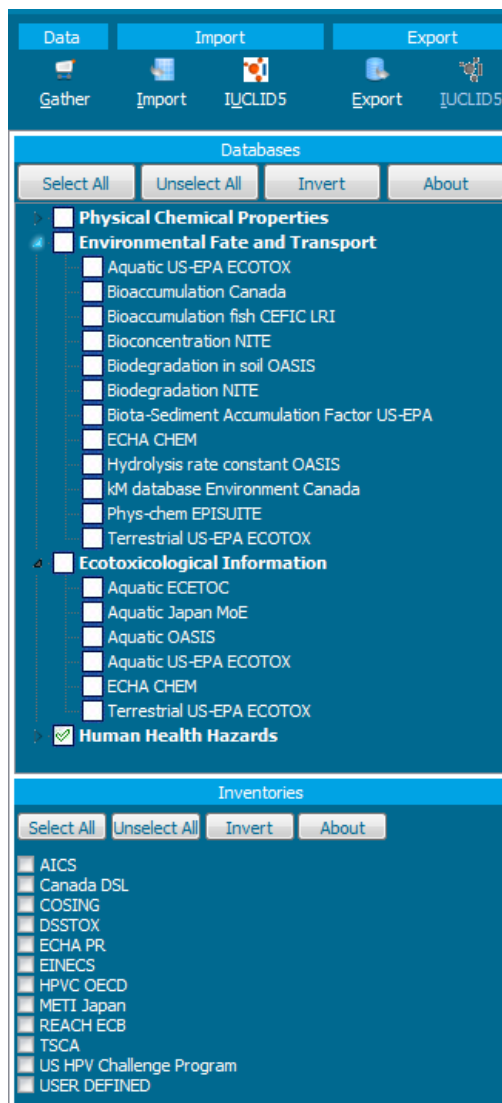 Data Import Export
Gather Import IUCLID5 Export IUCLID5
Databases
Select All Unselect All Invert About
Physical Chemical Properties
Environmental Fate and Transport
Aquatic US-EPA ECOTOX
Bioaccumulation Canada
Bioaccumulation fish CEFIC LRI
Bioconcentration NITE
Biodegradation in soil OASIS
Biodegradation NITE
Biota-Sediment Accumulation Factor US-EPA
ECHA CHEM
Hydrolysis rate constant OASIS
kM database Environment Canada
Phys-chem EPISUITE
Terrestrial US-EPA ECOTOX
Ecotoxicological Information
Aquatic ECETOC
Aquatic Japan MoE
Aquatic OASIS
Aquatic US-EPA ECOTOX
ECHA CHEM
Terrestrial US-EPA ECOTOX
Human Health Hazards
Inventories
Select All Unselect All Invert About
AICS
Canada DSL
COSING
DSSTOX
ECHA PR
EINECS
HPVC OECD
METI Japan
REACH ECB
TSCA
US HPV Challenge Program
USER DEFINED